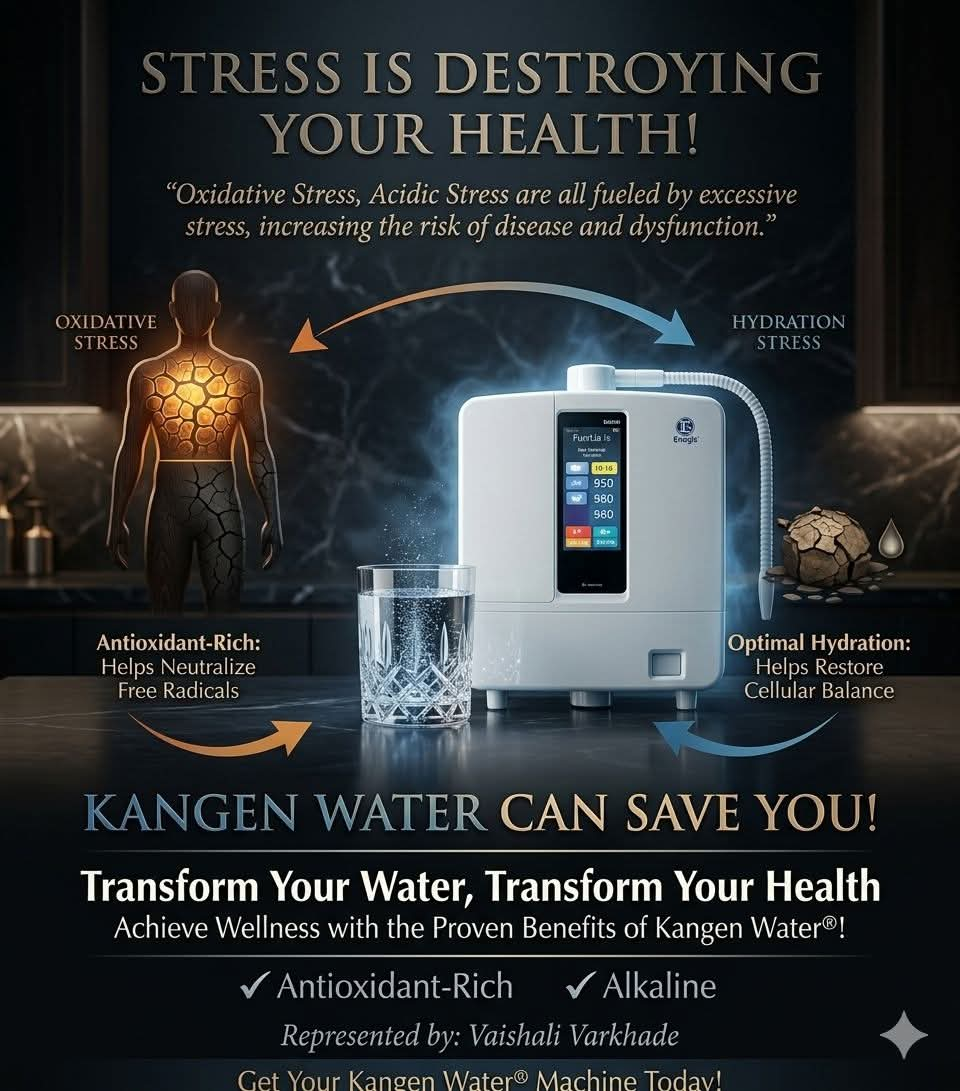 STRESS IS DESTROYING
YOUR HEALTH!
“Oxidative Stress, Acidic Stress are all fueled by excessive
stress, increasing the risk of disease and dysfunction.”
OXIDATIVE
STRESS
HYDRATION
STRESS
Enagis
10-16
950
980
980
Antioxidant-Rich:
Helps Neutralize
Free Radicals
Optimal Hydration:
Helps Restore
Cellular Balance
KANGEN WATER CAN SAVE YOU!
Transform Your Water, Transform Your Health
Achieve Wellness with the Proven Benefits of Kangen Water®!
✓ Antioxidant-Rich ✓ Alkaline
Represented by: Vaishali Varkhade
Get Your Kangen Water® Machine Today!